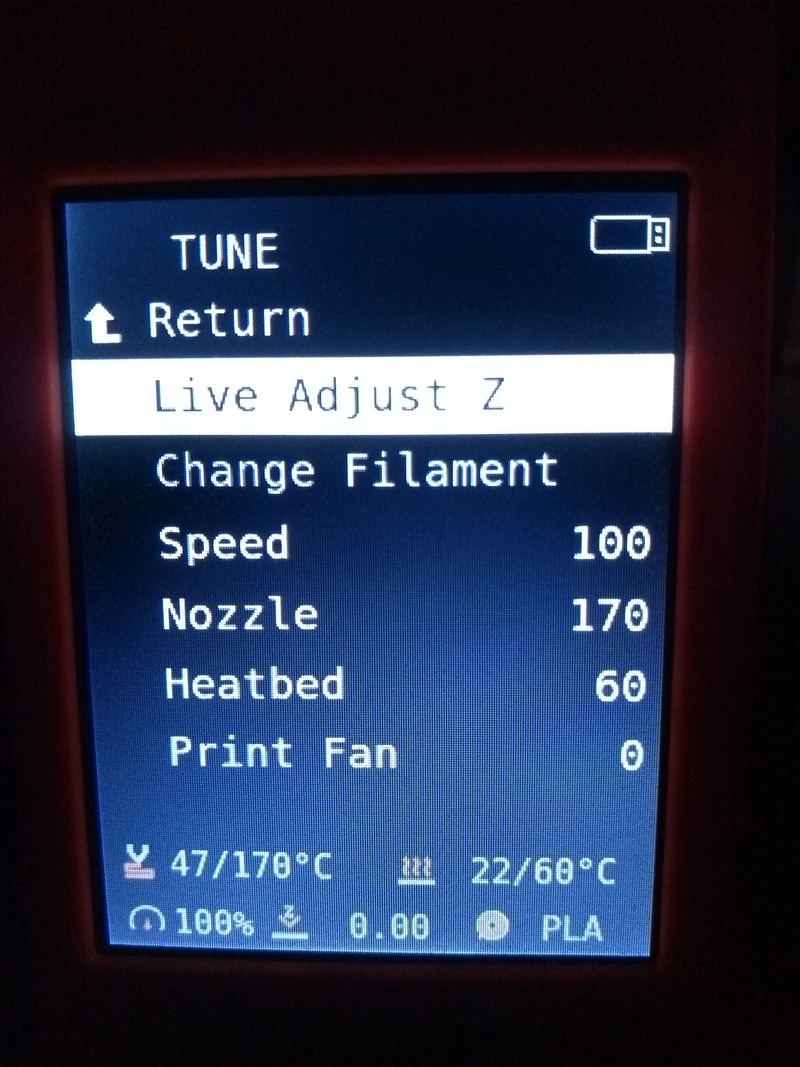 TUNE
Return
Live Adjust Z
Change Filament
Speed 100
Nozzle 170
Heatbed 60
Print Fan 0
47/170°C 22/60°C
100% Z 0.00 PLA